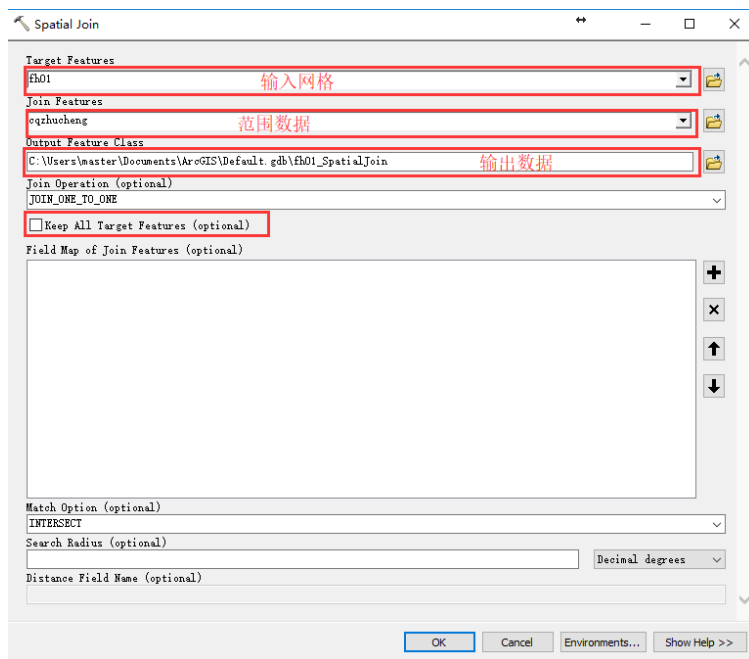 Spatial Join
Target Features
fh01 输入网格
Join Features
cqzhucheng 范围数据
Output Feature Class
C:\Users\master\Documents\ArcGIS\Default.gdb\fh01_SpatialJoin 输出数据
Join Operation (optional)
JOIN_ONE_TO_ONE
Keep All Target Features (optional)
Field Map of Join Features (optional)
Match Option (optional)
INTERSECT
Search Radius (optional)
Decimal degrees
Distance Field Name (optional)
OK Cancel Environments... Show Help >>